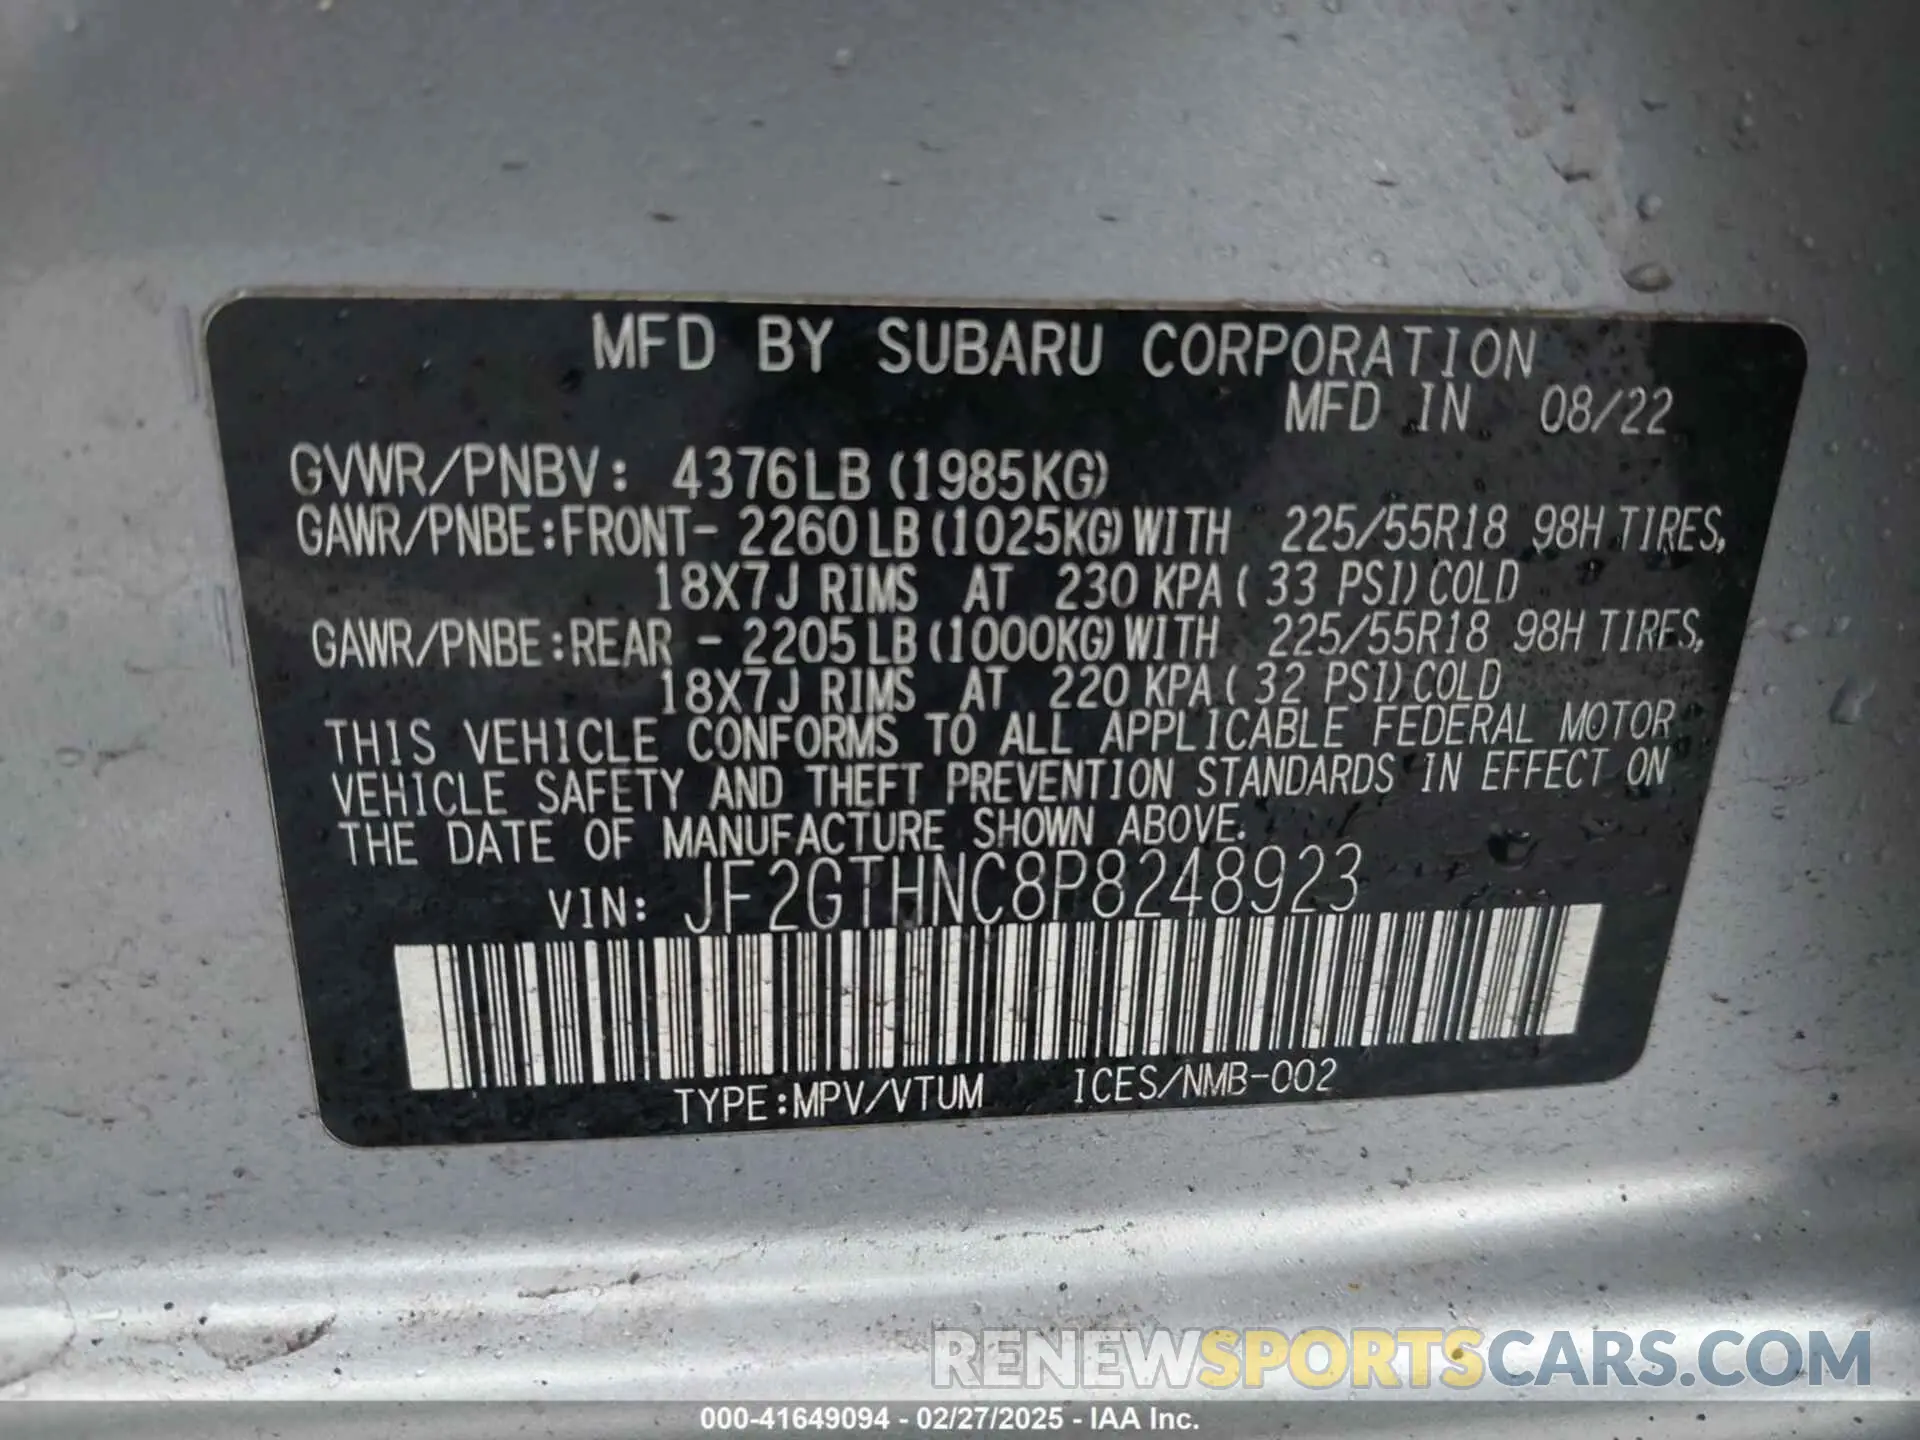 MFD BY SUBARU CORPORATION
MFD IN 08/22
GVWR/PNBV: 4376LB (1985KG)
GAWR/PNBE:FRONT- 2260 LB (1025KG) WITH 225/55R18 98H TIRES,
18X7J RIMS AT 230 KPA ( 33 PSI) COLD
GAWR/PNBE:REAR - 2205 LB (1000KG) WITH 225/55R18 98H TIRES,
18X7J RIMS AT 220 KPA ( 32 PSI) COLD
THIS VEHICLE CONFORMS TO ALL APPLICABLE FEDERAL MOTOR
VEHICLE SAFETY AND THEFT PREVENTION STANDARDS IN EFFECT ON
THE DATE OF MANUFACTURE SHOWN ABOVE.
VIN: JF2GTHNC8P8248923
TYPE:MPV/VTUM ICES/NMB-002
RENEWSPORTSCARS.COM
000-41649094 - 02/27/2025 - IAA Inc.